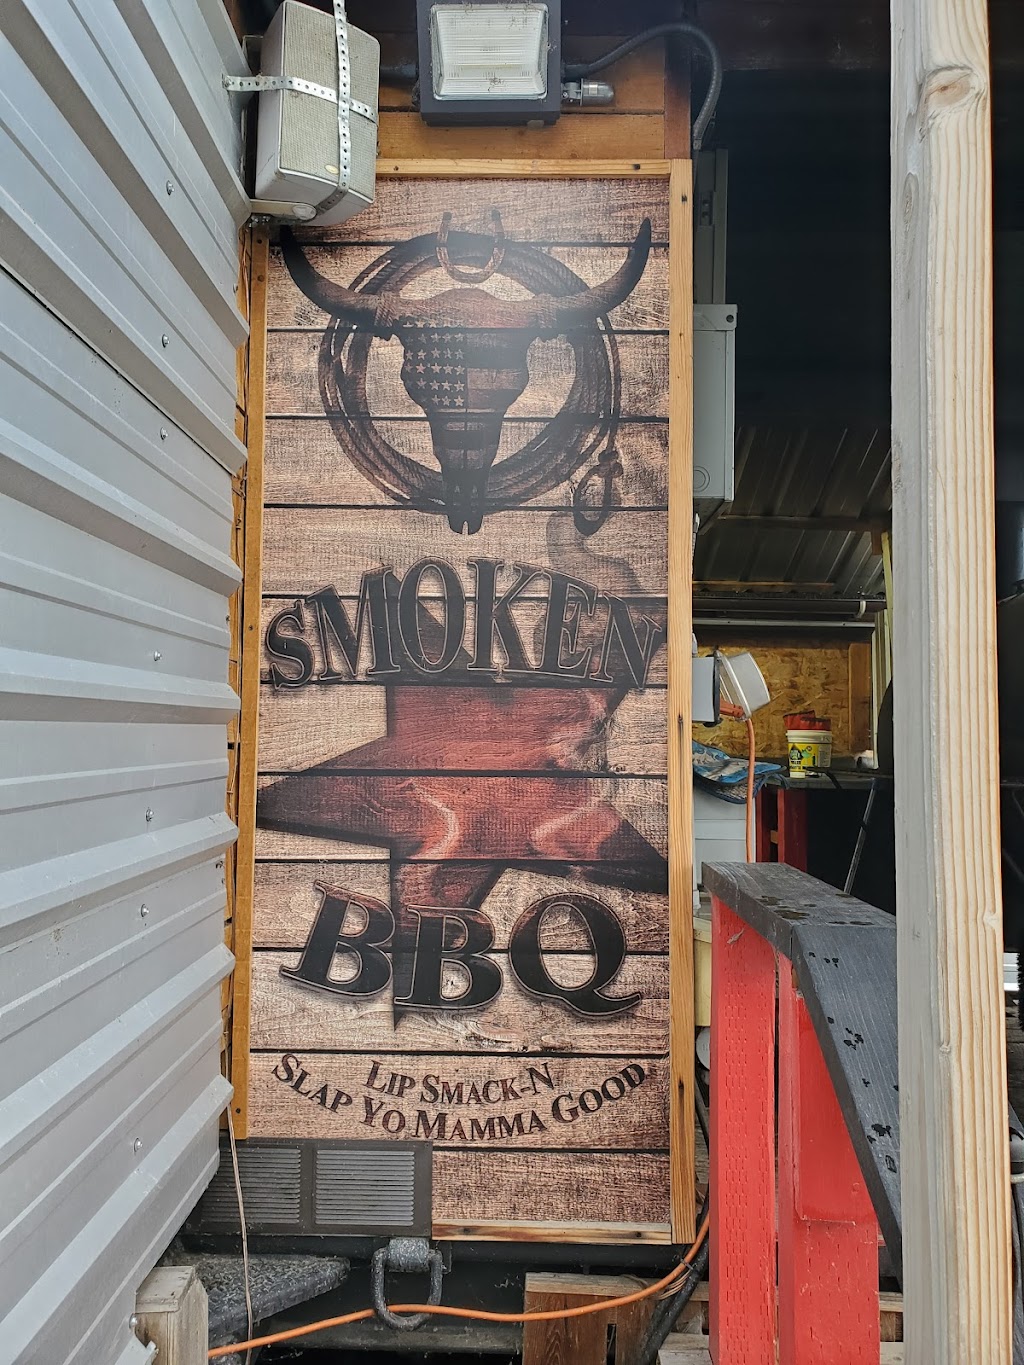 SMOKEN
BBQ
LIP SMACK-N
SLAP YO MAMMA GOOD